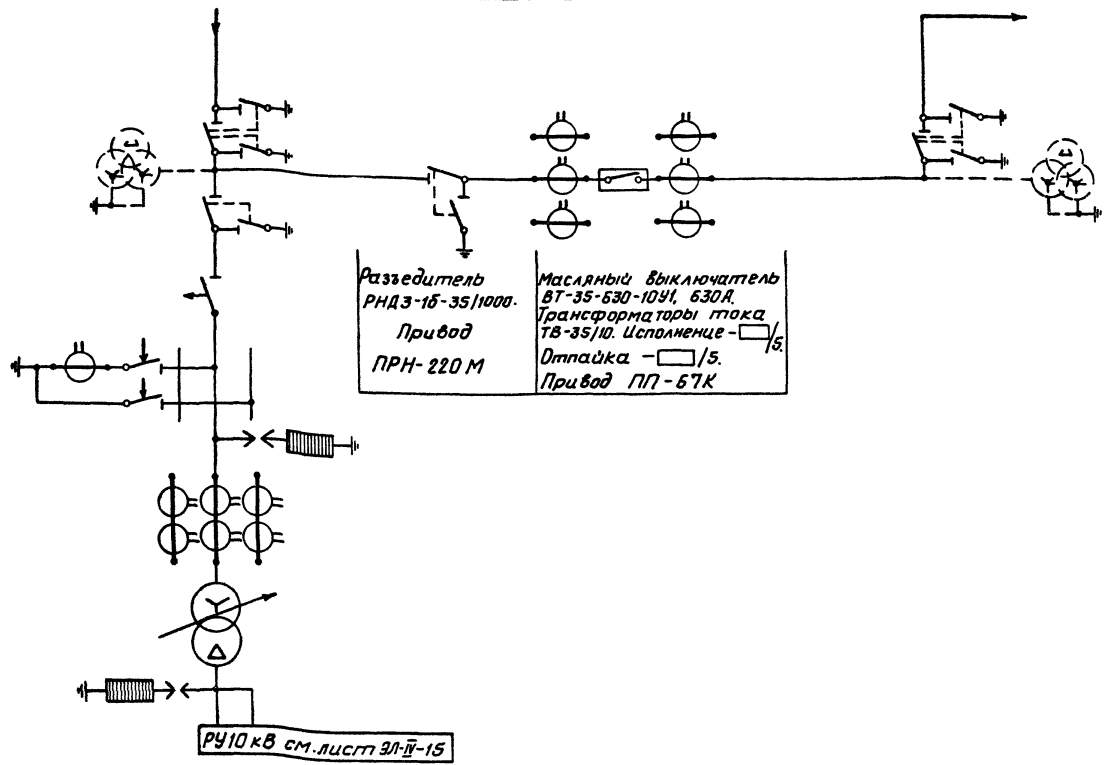 Разъедитель
РНДЗ-1б-35/1000.
Привод
ПРН-220 М
Масляный выключатель
ВТ-35-630-10У1, 630А.
Трансформаторы тока
ТВ-35/10. Исполнение - /5.
Отпайка - /5.
Привод ПП-67К
РУ10 кВ см. лист ЭЛ-IV-15